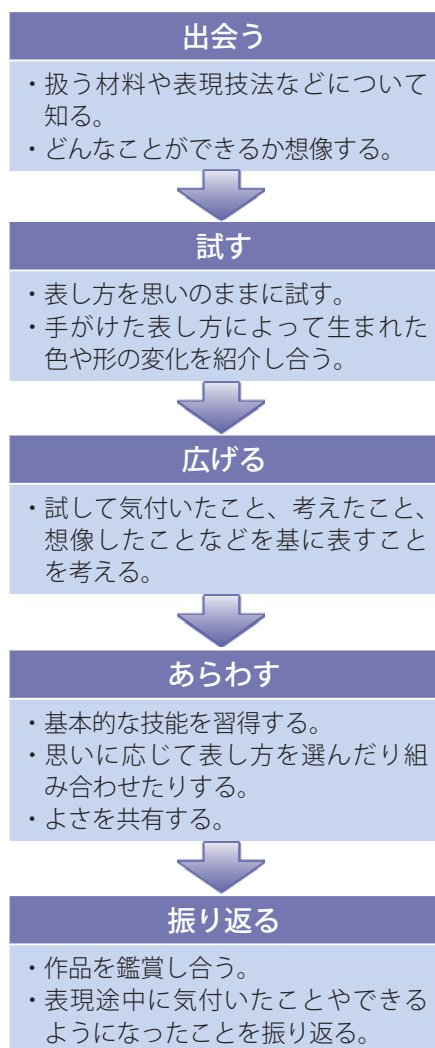 出会う
・扱う材料や表現技法などについて
知る。
・どんなことができるか想像する。
試す
・表し方を思いのままに試す。
・手がけた表し方によって生まれた
色や形の変化を紹介し合う。
広げる
・試して気付いたこと、考えたこと、
想像したことなどを基に表すこと
を考える。
あらわす
・基本的な技能を習得する。
・思いに応じて表し方を選んだり組
み合わせたりする。
・よさを共有する。
振り返る
・作品を鑑賞し合う。
・表現途中に気付いたことやできる
ようになったことを振り返る。